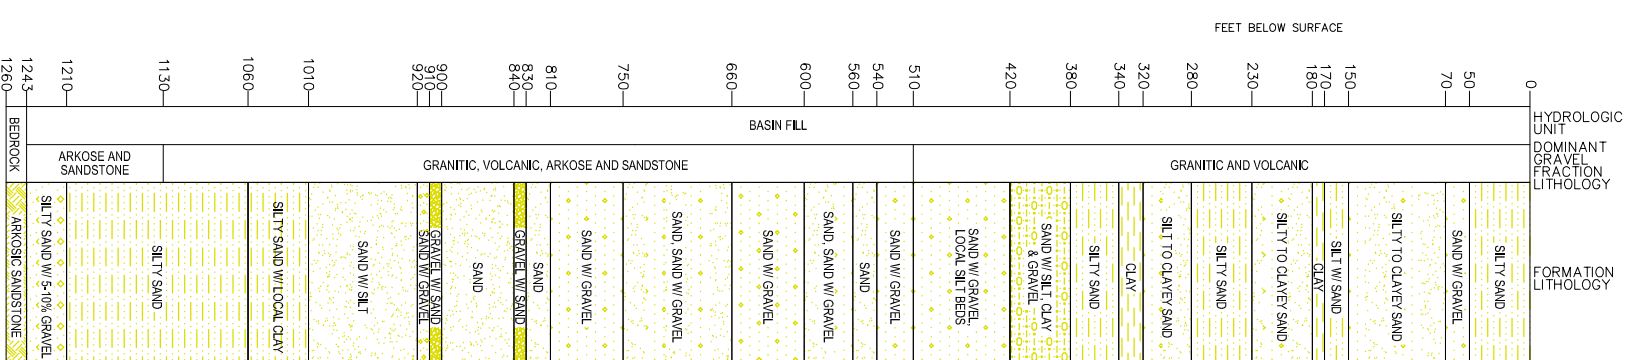 FEET BELOW SURFACE
0
50
70
150
170
180
230
280
320
340
380
420
510
540
560
600
660
750
810
830
840
900
910
920
1010
1060
1130
1210
1243
1260
HYDROLOGIC
UNIT
BASIN FILL
BEDROCK
DOMINANT
GRAVEL
FRACTION
LITHOLOGY
GRANITIC AND VOLCANIC
GRANITIC, VOLCANIC, ARKOSE AND SANDSTONE
ARKOSE AND
SANDSTONE
FORMATION
LITHOLOGY
SILTY SAND
SAND W/ GRAVEL
SILTY TO CLAYEY SAND
SILT W/ SAND
CLAY
SILTY TO CLAYEY SAND
SILTY SAND
SILT TO CLAYEY SAND
CLAY
SILTY SAND
SAND W/ SILT, CLAY
& GRAVEL
SAND W/ GRAVEL,
LOCAL SILT BEDS
SAND W/ GRAVEL
SAND
SAND, SAND W/ GRAVEL
SAND W/ GRAVEL
SAND, SAND W/ GRAVEL
SAND W/ GRAVEL
SAND
GRAVEL W/ SAND
SAND
GRAVEL W/ SAND
SAND W/ GRAVEL
SAND W/ SILT
SILTY SAND W/ LOCAL CLAY
SILTY SAND
SILTY SAND W/ 5-10% GRAVEL
ARKOSIC SANDSTONE